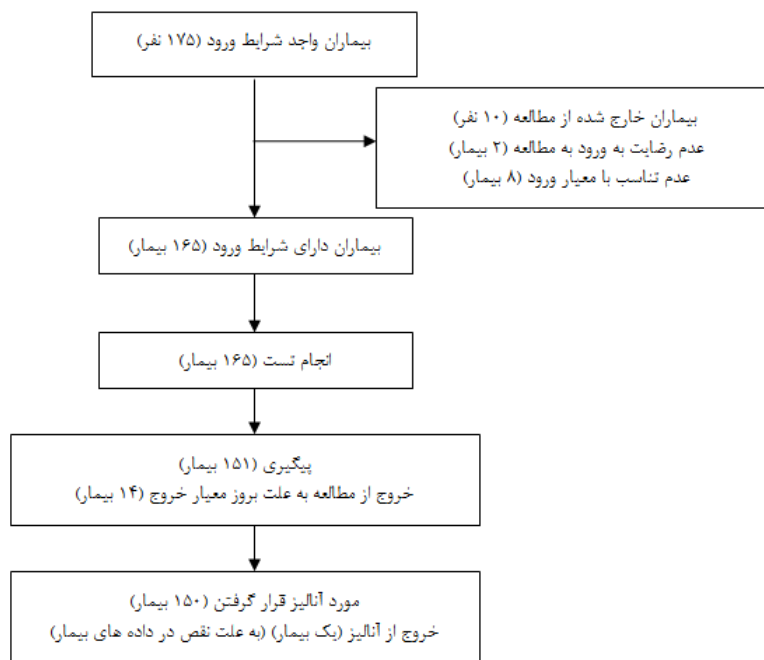 بیماران واجد شرایط ورود (۱۷۵ نفر)
بیماران خارج شده از مطالعه (۱۰ نفر)
عدم رضایت به ورود به مطالعه (۲ بیمار)
عدم تناسب با معیار ورود (۸ بیمار)
بیماران دارای شرایط ورود (۱۶۵ بیمار)
انجام تست (۱۶۵ بیمار)
پیگیری (۱۵۱ بیمار)
خروج از مطالعه به علت بروز معیار خروج (۱۴ بیمار)
مورد آنالیز قرار گرفتن (۱۵۰ بیمار)
خروج از آنالیز (یک بیمار) (به علت نقص در داده های بیمار)